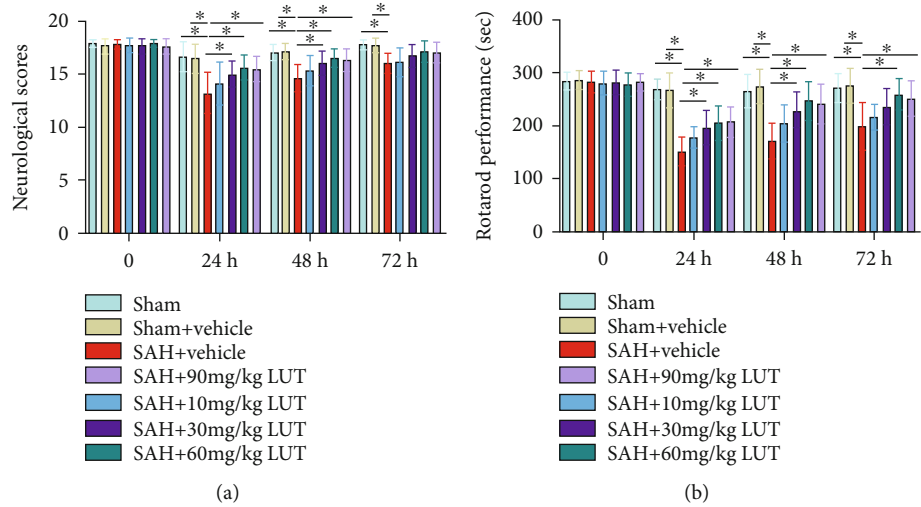 Neurological scores
20
15
10
5
0
* * * * * * * * * * * *
0
24 h
48 h
72 h
Sham
Sham+vehicle
SAH+vehicle
SAH+90mg/kg LUT
SAH+10mg/kg LUT
SAH+30mg/kg LUT
SAH+60mg/kg LUT
(a)
Rotarod performance (sec)
400
300
200
100
0
* * * * * * * * * * * * * *
0
24 h
48 h
72 h
Sham
Sham+vehicle
SAH+vehicle
SAH+90mg/kg LUT
SAH+10mg/kg LUT
SAH+30mg/kg LUT
SAH+60mg/kg LUT
(b)